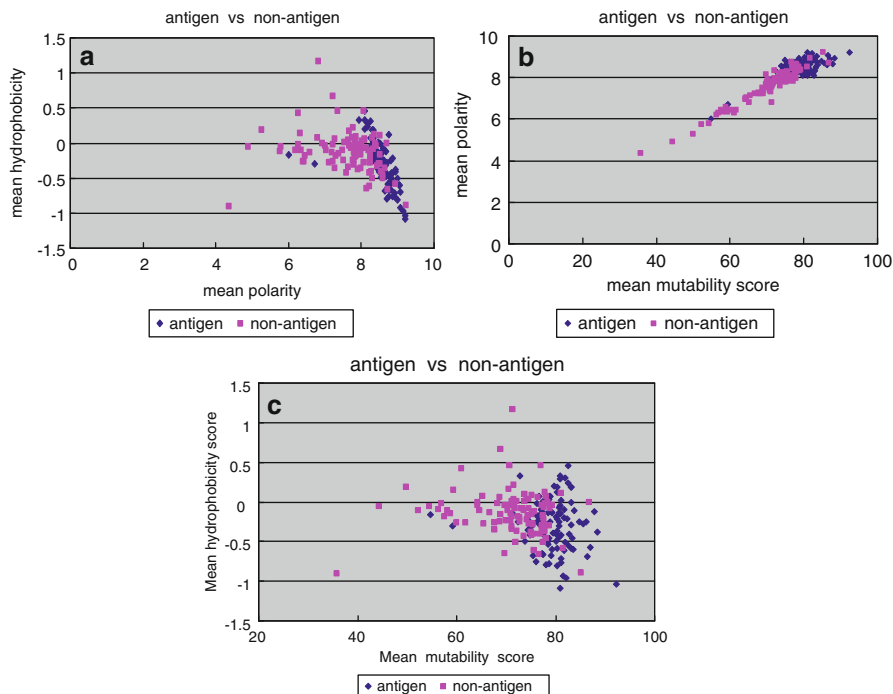 antigen vs non-antigen
a
1.5
1
0.5
0
-0.5
-1
-1.5
mean hydrophobicity
0 2 4 6 8 10
mean polarity
antigen non-antigen
antigen vs non-antigen
b
10
8
6
4
2
0
mean polarity
0 20 40 60 80 100
mean mutability score
antigen non-antigen
antigen vs non-antigen
c
1.5
1
0.5
0
-0.5
-1
-1.5
Mean hydrophobicity score
20 40 60 80 100
Mean mutability score
antigen non-antigen